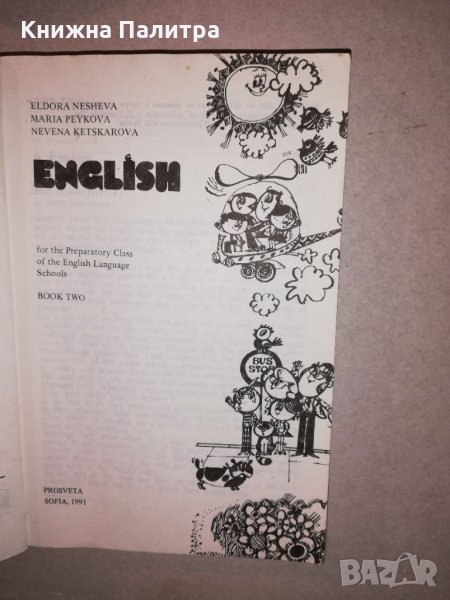 Книжна Палитра
ELDORA NESHEVA
MARIA PEYKOVA
NEVENA KETSKAROVA
ENGLISH
for the Preparatory Class
of the English Language
Schools
BOOK TWO
BUS
STOP
PROSVETA
SOFIA, 1991
BAZAR